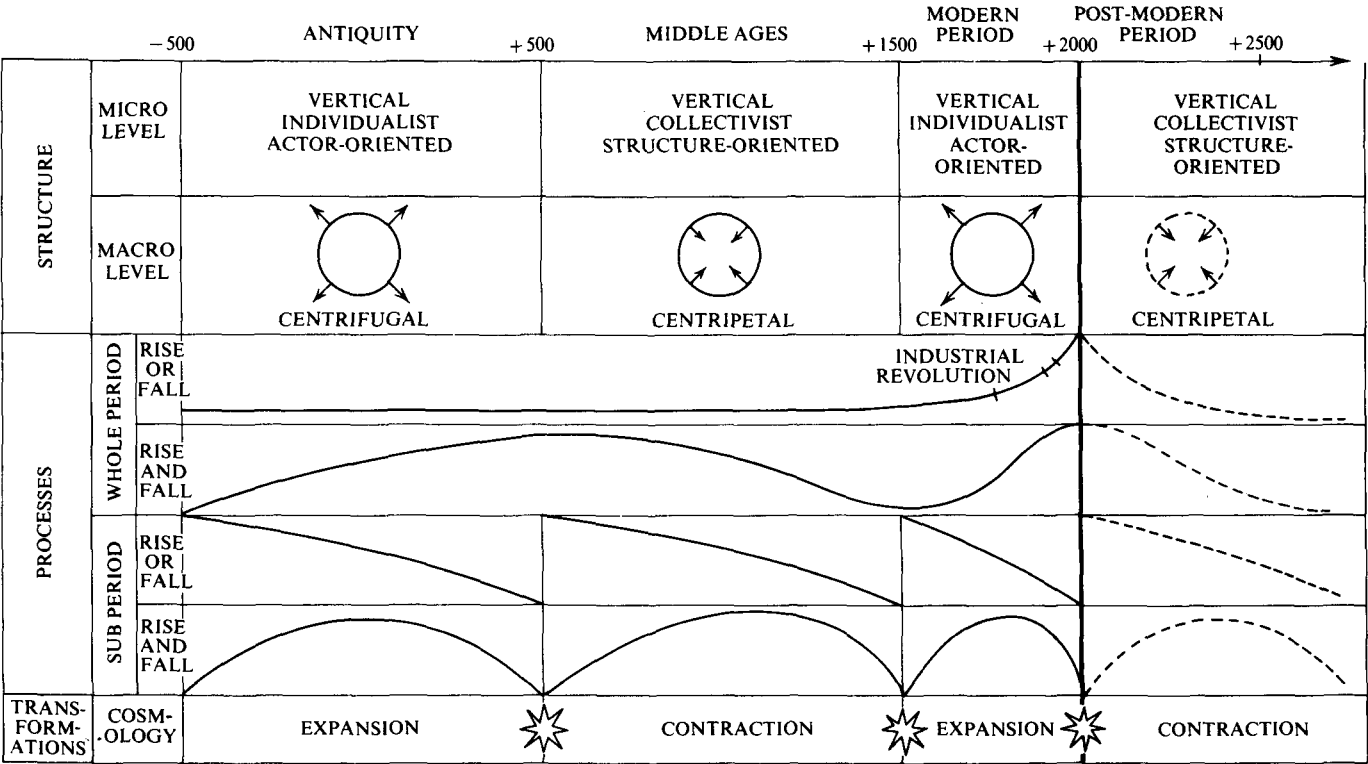 −500
ANTIQUITY
+500
MIDDLE AGES
+1500
MODERN
PERIOD
+2000
POST-MODERN
PERIOD
+2500
STRUCTURE
MICRO
LEVEL
VERTICAL
INDIVIDUALIST
ACTOR-ORIENTED
VERTICAL
COLLECTIVIST
STRUCTURE-ORIENTED
VERTICAL
INDIVIDUALIST
ACTOR-
ORIENTED
VERTICAL
COLLECTIVIST
STRUCTURE-
ORIENTED
MACRO
LEVEL
CENTRIFUGAL
CENTRIPETAL
CENTRIFUGAL
CENTRIPETAL
PROCESSES
WHOLE PERIOD
RISE
OR
FALL
INDUSTRIAL
REVOLUTION
RISE
AND
FALL
SUB PERIOD
RISE
OR
FALL
RISE
AND
FALL
TRANS-
FORM-
ATIONS
COSM-
OLOGY
EXPANSION
CONTRACTION
EXPANSION
CONTRACTION